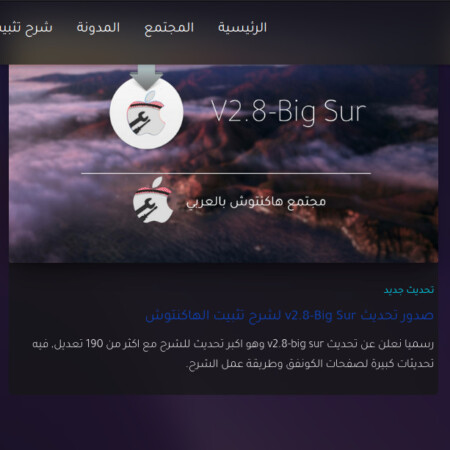 الرئيسية المجتمع المدونة شرح تثبي
V2.8-Big Sur
مجتمع هاكنتوش بالعربي
تحديث جديد
صدور تحديث v2.8-Big Sur لشرح تثبيت الهاكنتوش
رسميا نعلن عن تحديث v2.8-big sur وهو اكبر تحديث للشرح مع اكثر من 190 تعديل، فيه
تحديثات كبيرة لصفحات الكونفق وطريقة عمل الشرح.